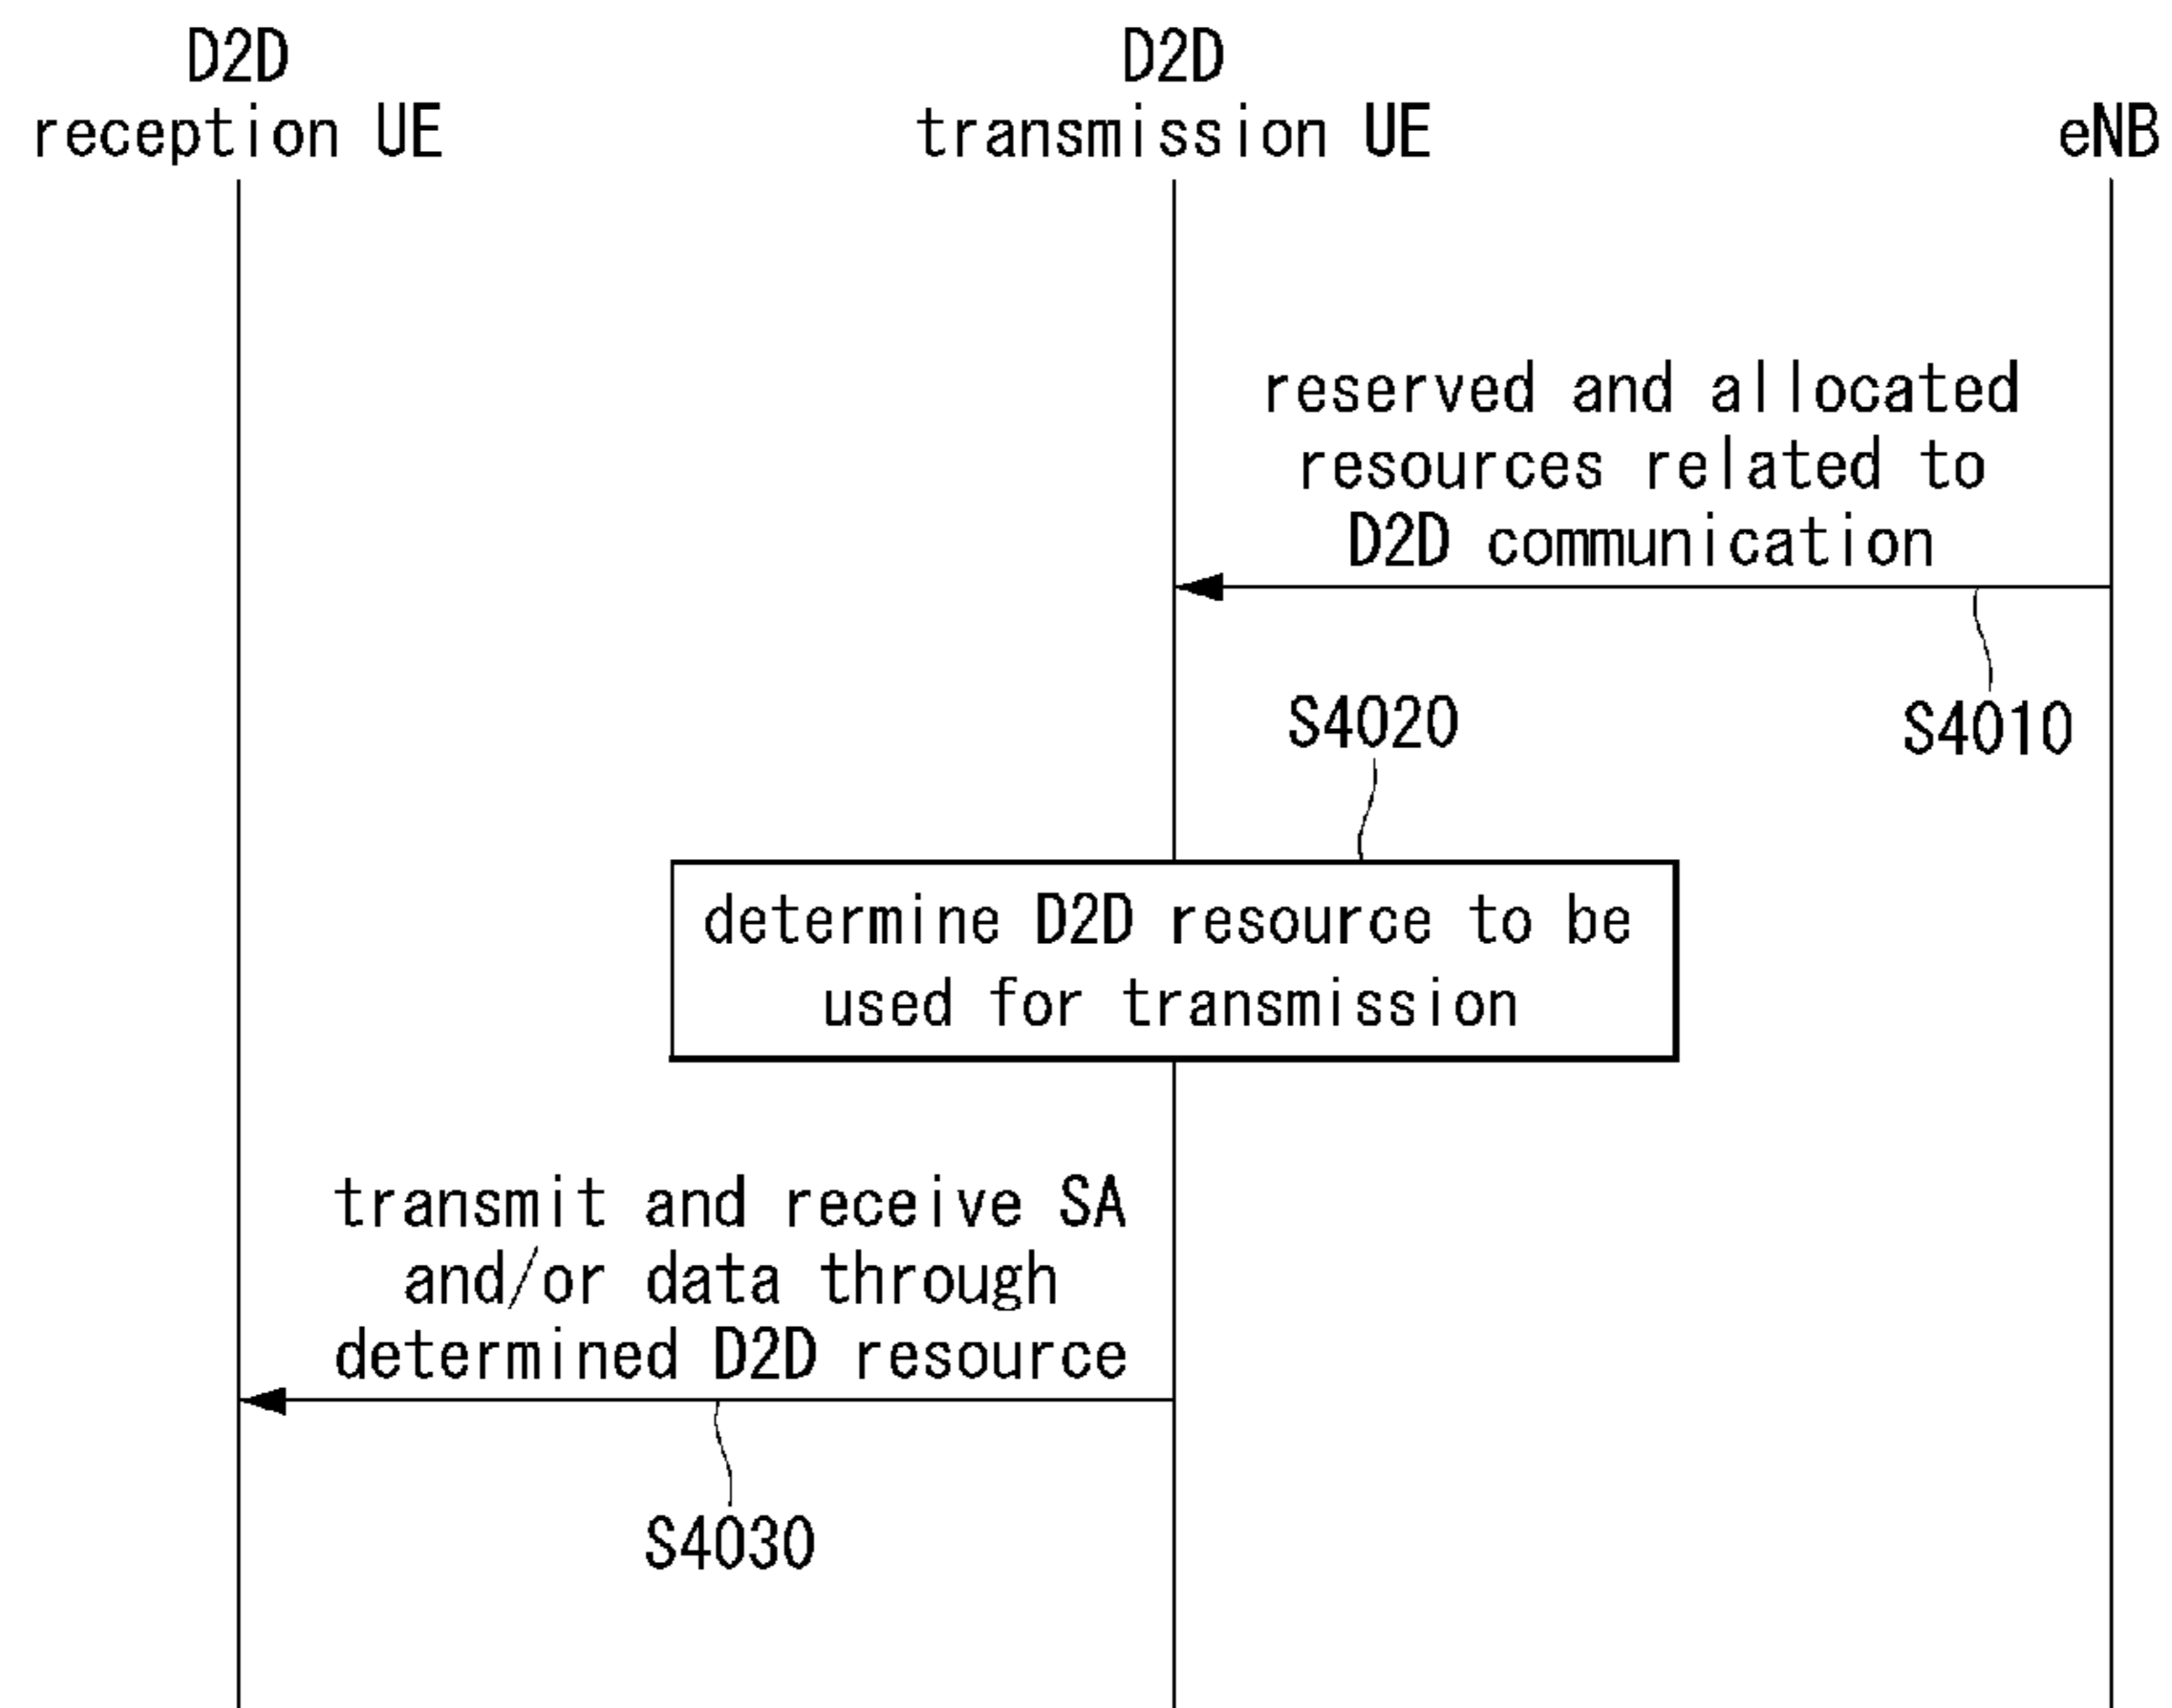 D2D
reception UE
D2D
transmission UE
eNB
reserved and allocated
resources related to
D2D communication
S4010
S4020
determine D2D resource to be
used for transmission
transmit and receive SA
and/or data through
determined D2D resource
S4030